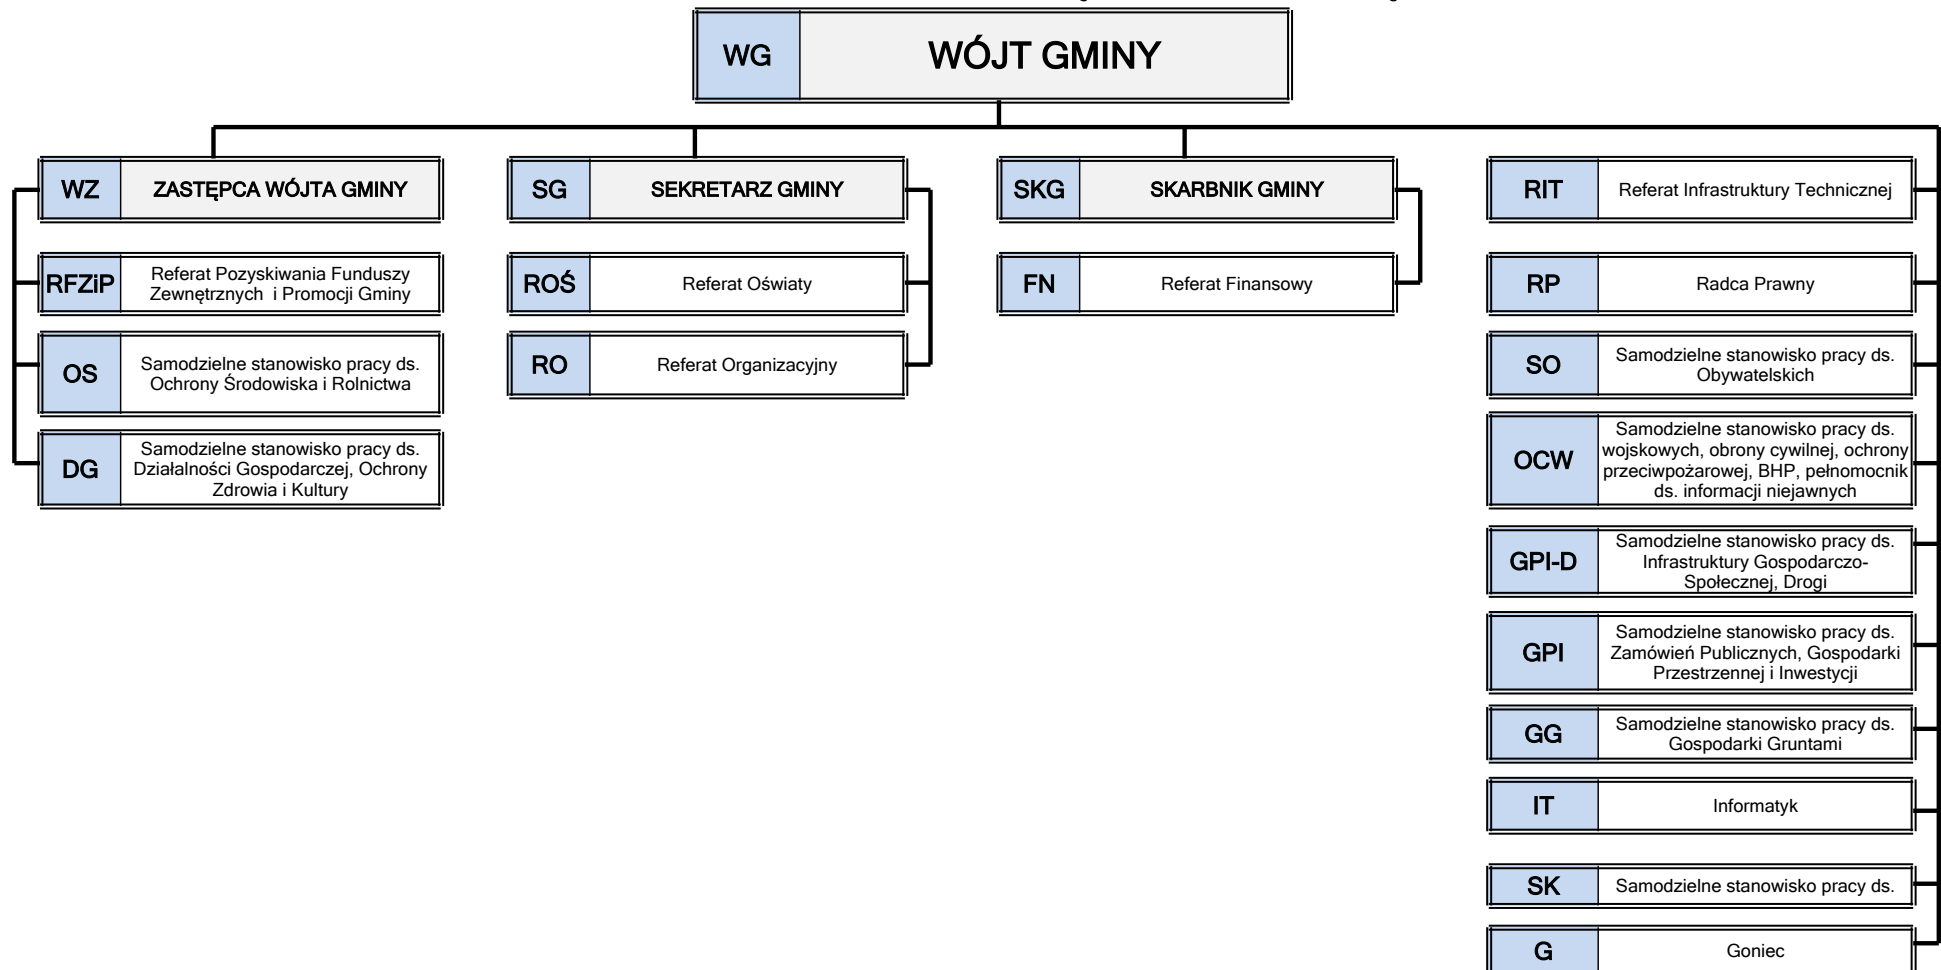 WG
WÓJT GMINY
WZ
ZASTĘPCA WÓJTA GMINY
RFZiP
Referat Pozyskiwania Funduszy
Zewnętrznych i Promocji Gminy
OS
Samodzielne stanowisko pracy ds.
Ochrony Środowiska i Rolnictwa
DG
Samodzielne stanowisko pracy ds.
Działalności Gospodarczej, Ochrony
Zdrowia i Kultury
SG
SEKRETARZ GMINY
ROŚ
Referat Oświaty
RO
Referat Organizacyjny
SKG
SKARBNIK GMINY
FN
Referat Finansowy
RIT
Referat Infrastruktury Technicznej
RP
Radca Prawny
SO
Samodzielne stanowisko pracy ds.
Obywatelskich
OCW
Samodzielne stanowisko pracy ds.
wojskowych, obrony cywilnej, ochrony
przeciwpożarowej, BHP, pełnomocnik
ds. informacji niejawnych
GPI-D
Samodzielne stanowisko pracy ds.
Infrastruktury Gospodarczo-
Społecznej, Drogi
GPI
Samodzielne stanowisko pracy ds.
Zamówień Publicznych, Gospodarki
Przestrzennej i Inwestycji
GG
Samodzielne stanowisko pracy ds.
Gospodarki Gruntami
IT
Informatyk
SK
Samodzielne stanowisko pracy ds.
G
Goniec